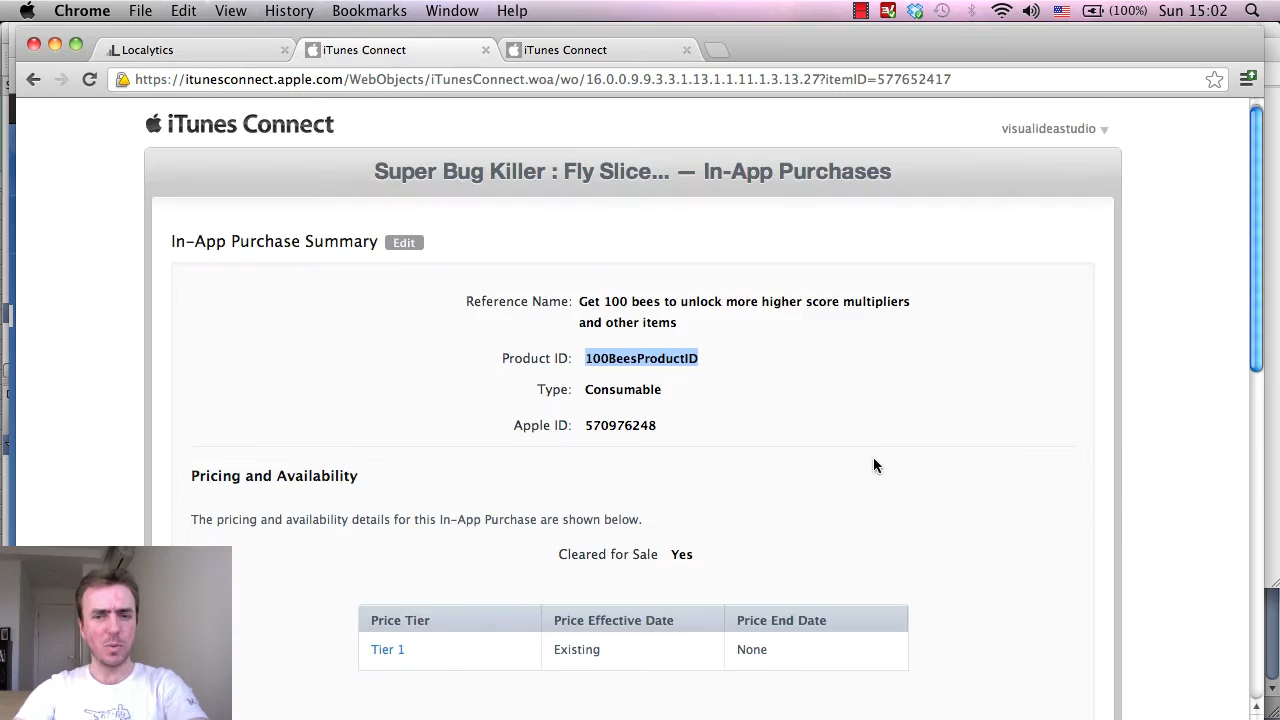 Chrome File Edit View History Bookmarks Window Help (100%) Sun 15:02
Localytics iTunes Connect iTunes Connect
https://itunesconnect.apple.com/WebObjects/iTunesConnect.woa/wo/16.0.0.9.9.3.3.1.13.1.1.11.1.3.13.27?itemID=577652417
iTunes Connect
visualideastudio
Super Bug Killer : Fly Slice... — In-App Purchases
In-App Purchase Summary Edit
Reference Name: Get 100 bees to unlock more higher score multipliers
and other items
Product ID: 100BeesProductID
Type: Consumable
Apple ID: 570976248
Pricing and Availability
The pricing and availability details for this In-App Purchase are shown below.
Cleared for Sale Yes
Price Tier Price Effective Date Price End Date
Tier 1 Existing None